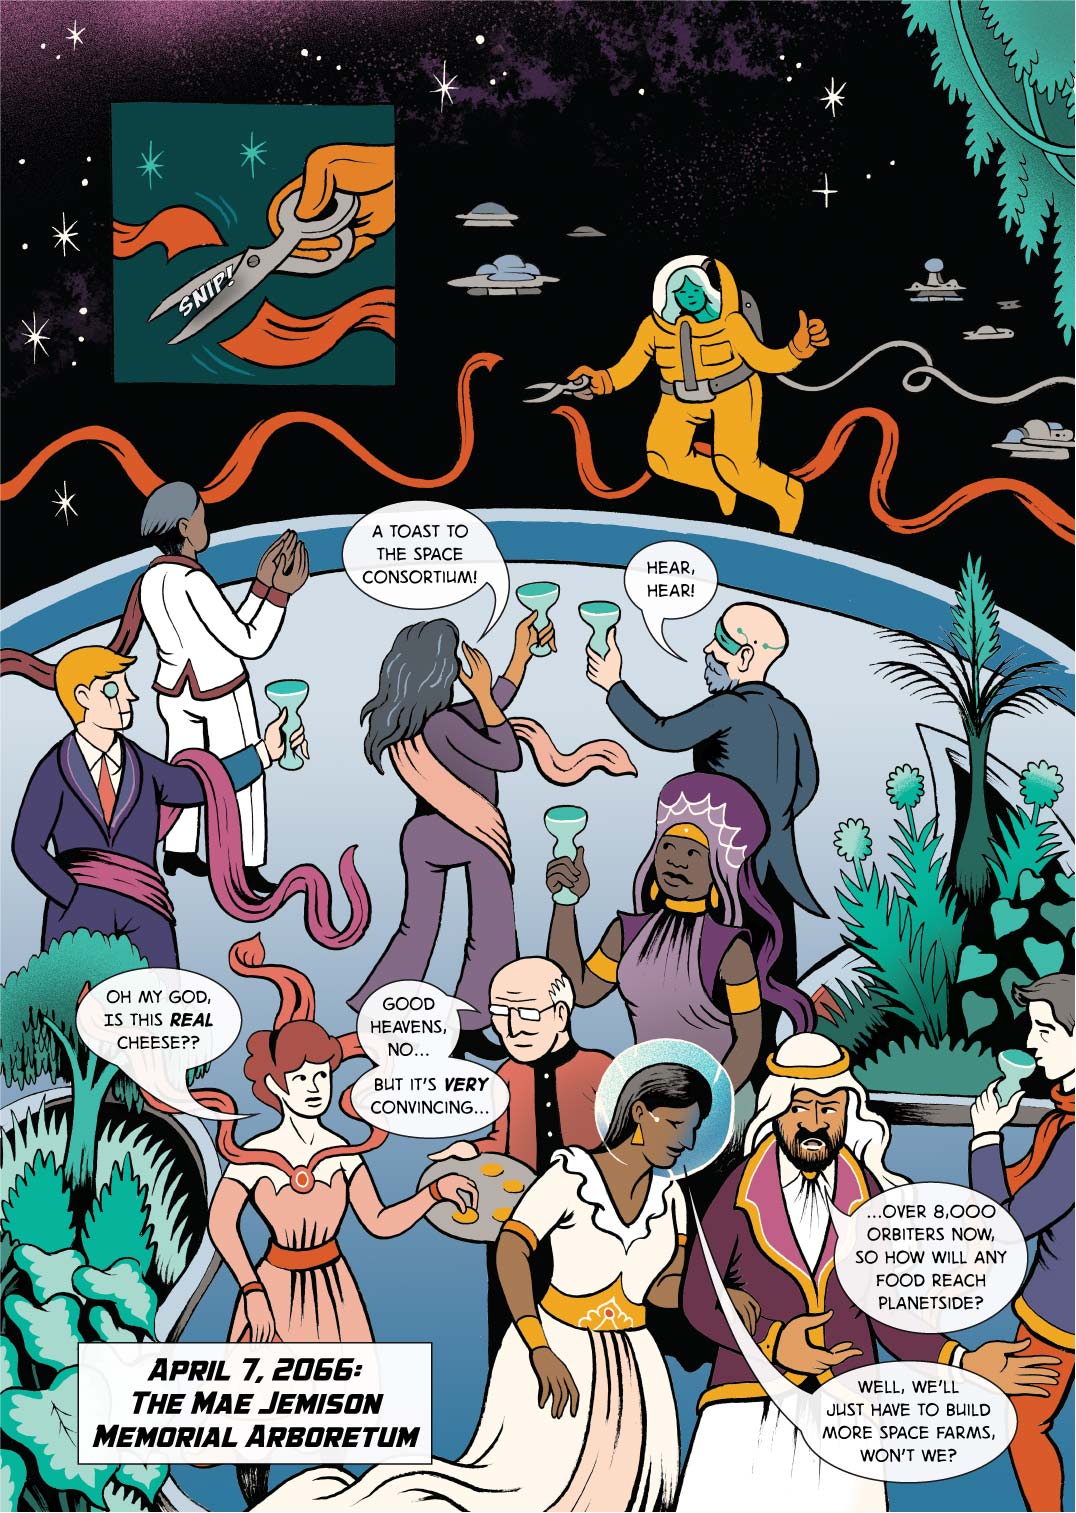 SNIP!
A TOAST TO
THE SPACE
CONSORTIUM!
HEAR,
HEAR!
OH MY GOD,
IS THIS REAL
CHEESE??
GOOD
HEAVENS,
NO...
BUT IT'S VERY
CONVINCING...
...OVER 8,000
ORBITERS NOW,
SO HOW WILL ANY
FOOD REACH
PLANETSIDE?
WELL, WE'LL
JUST HAVE TO BUILD
MORE SPACE FARMS,
WON'T WE?
APRIL 7, 2066:
THE MAE JEMISON
MEMORIAL ARBORETUM